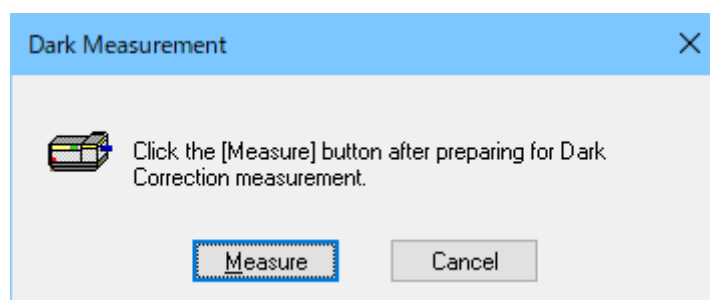 Dark Measurement
Click the [Measure] button after preparing for Dark
Correction measurement.
Measure
Cancel